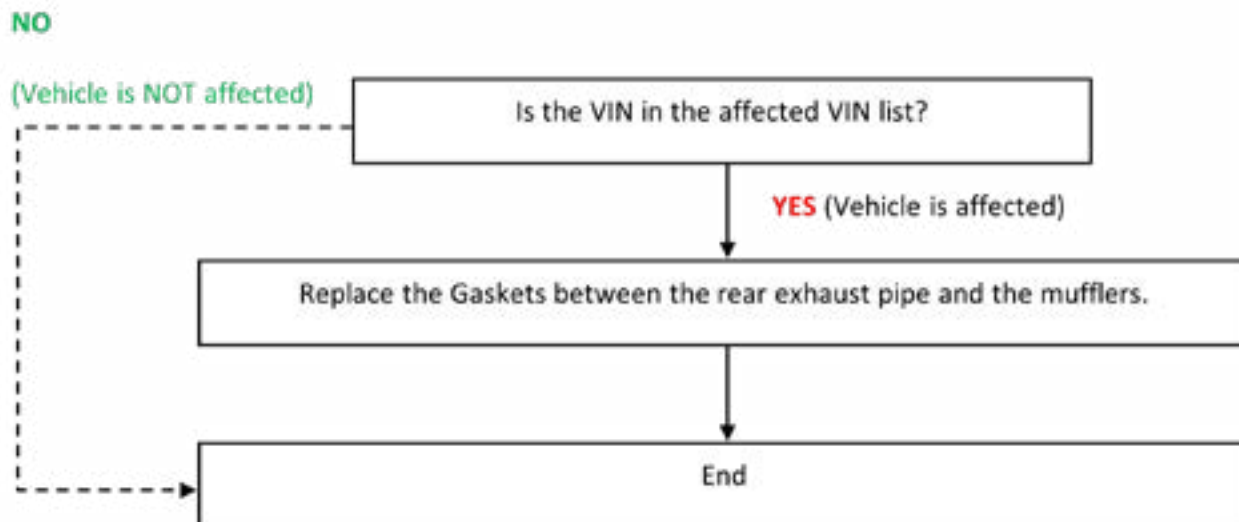 NO
(Vehicle is NOT affected)
Is the VIN in the affected VIN list?
YES (Vehicle is affected)
Replace the Gaskets between the rear exhaust pipe and the mufflers.
End